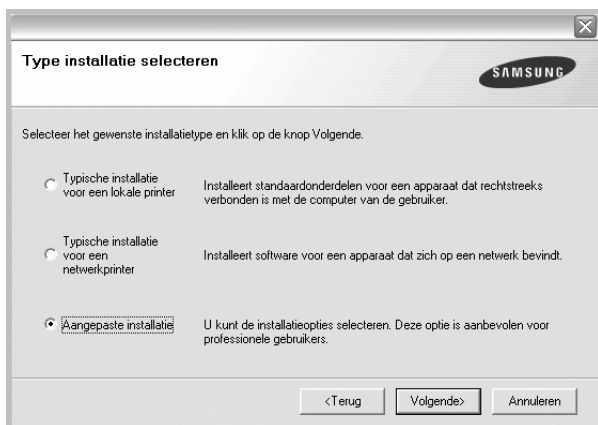 Type installatie selecteren
SAMSUNG
Selecteer het gewenste installatietype en klik op de knop Volgende.
Typische installatie
voor een lokale printer
Installeert standaardonderdelen voor een apparaat dat rechtstreeks
verbonden is met de computer van de gebruiker.
Typische installatie
voor een
netwerkprinter
Installeert software voor een apparaat dat zich op een netwerk bevindt.
Aangepaste installatie
U kunt de installatieopties selecteren. Deze optie is aanbevolen voor
professionele gebruikers.
<Terug
Volgende>
Annuleren